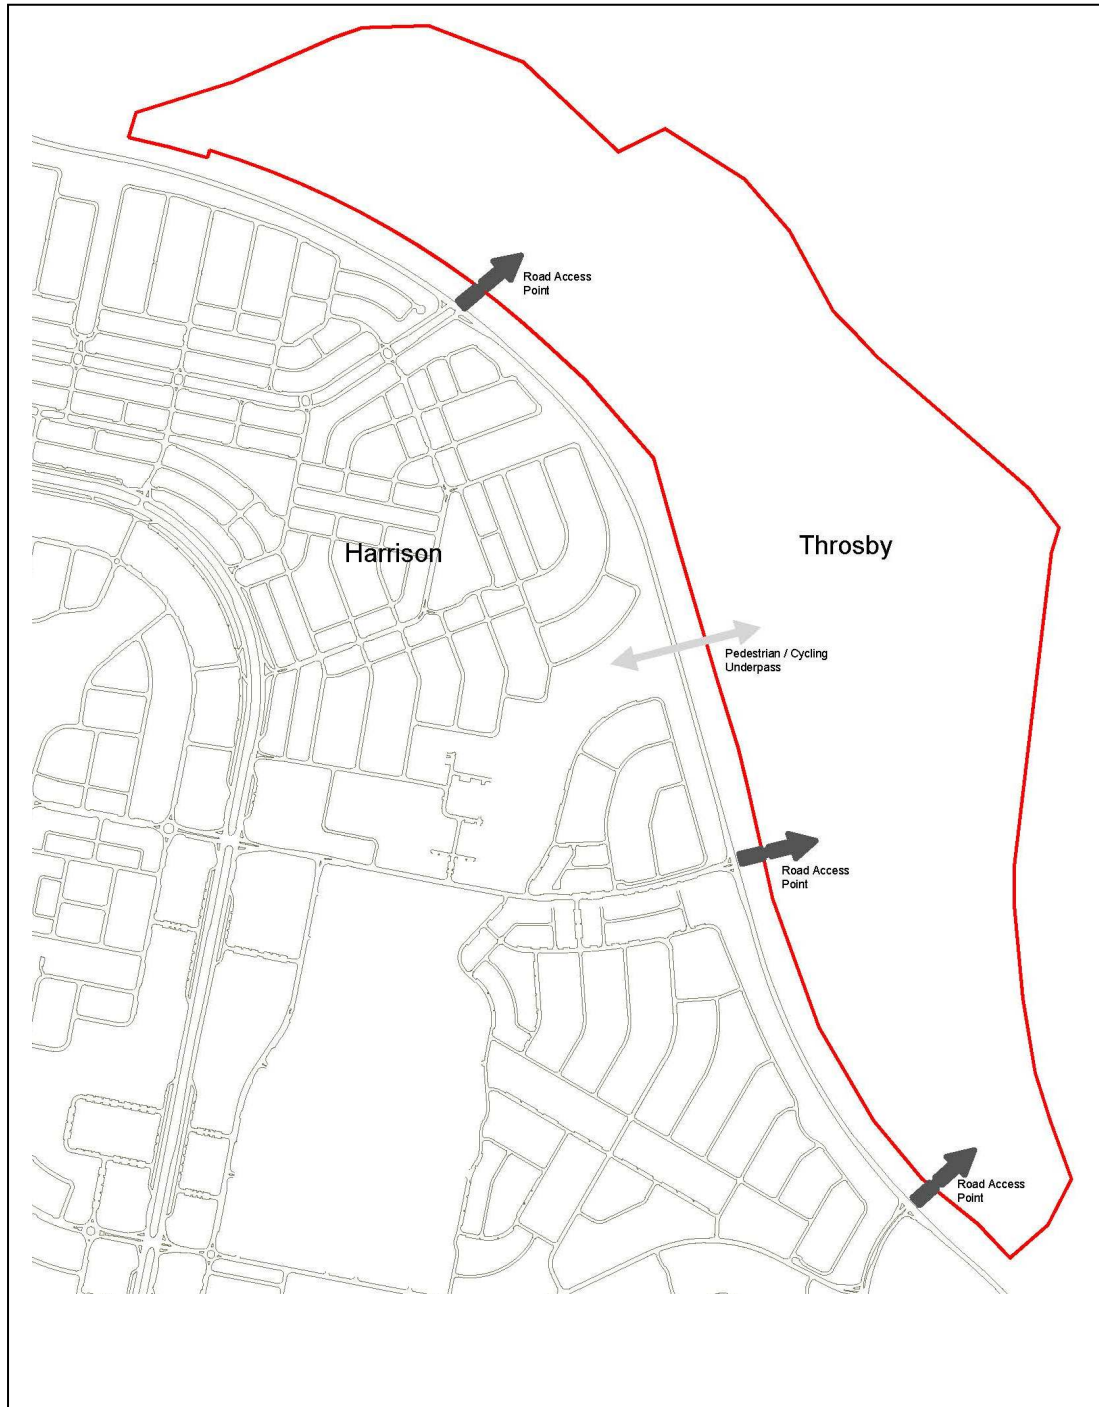 Road Access
Point
Throsby
Harrison
Pedestrian / Cycling
Underpass
Road Access
Point
Road Access
Point